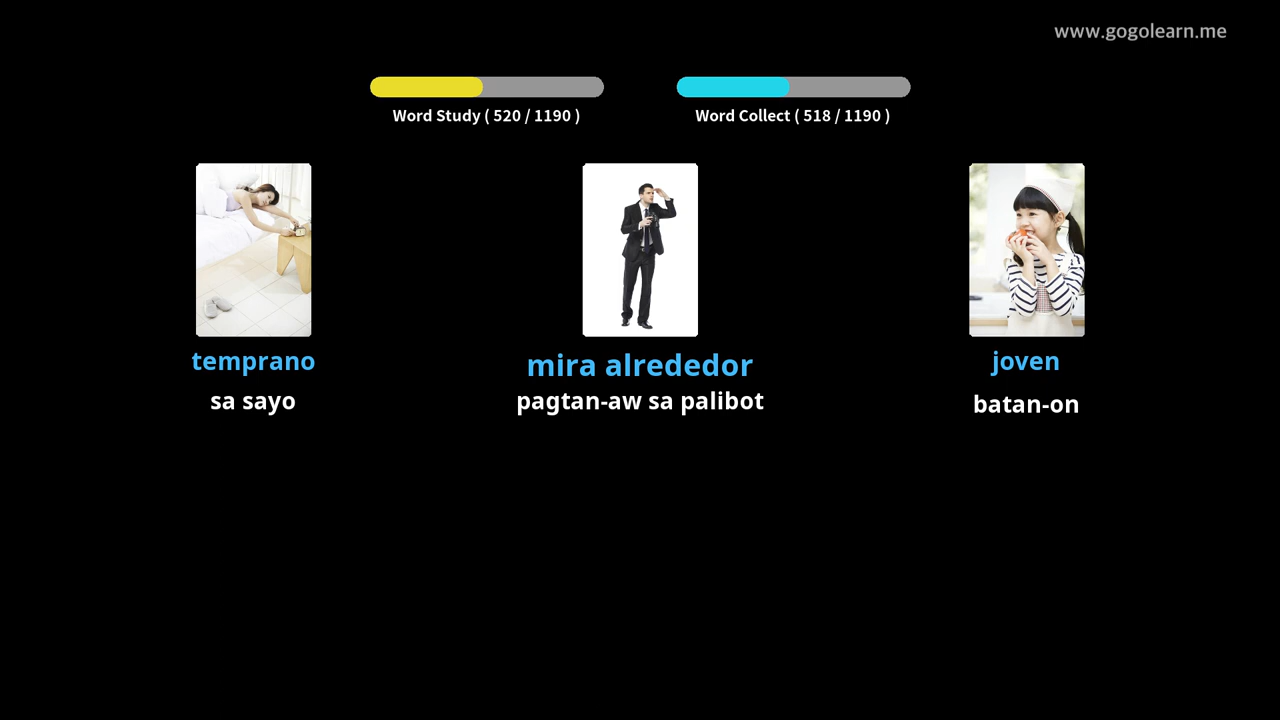 www.gogolearn.me
Word Study ( 520 / 1190 )
Word Collect ( 518 / 1190 )
temprano
sa sayo
mira alrededor
pagtan-aw sa palibot
joven
batan-on